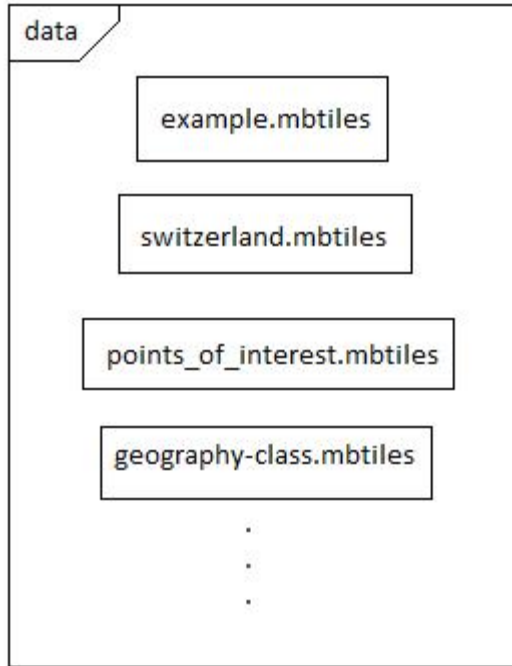 data
example.mbtiles
switzerland.mbtiles
points_of_interest.mbtiles
geography-class.mbtiles
.
.
.